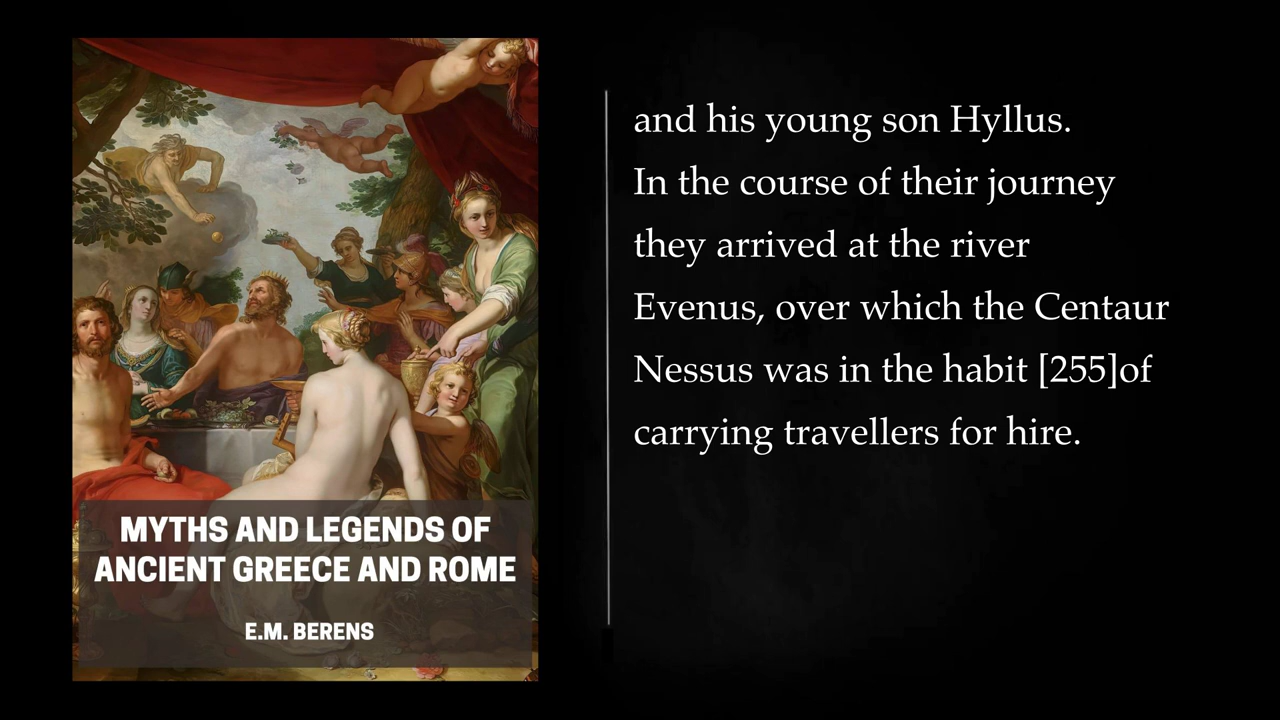 MYTHS AND LEGENDS OF
ANCIENT GREECE AND ROME
E.M. BERENS
and his young son Hyllus.
In the course of their journey
they arrived at the river
Evenus, over which the Centaur
Nessus was in the habit [255]of
carrying travellers for hire.